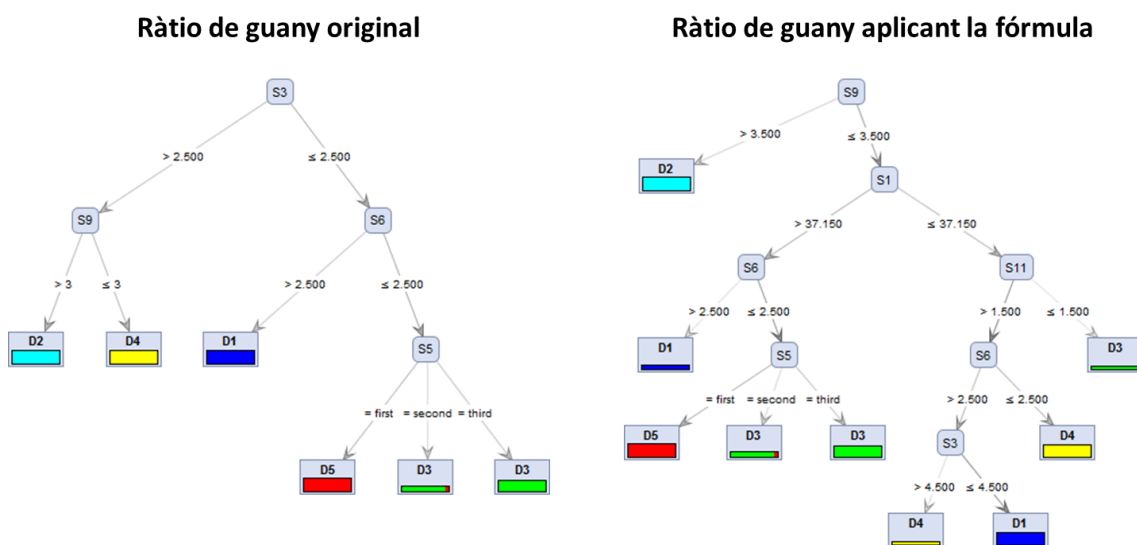 Ràtio de guany original
S3
> 2.500
≤ 2.500
S9
S6
> 3
≤ 3
> 2.500
≤ 2.500
D2
D4
D1
S5
= first
= second
= third
D5
D3
D3
Ràtio de guany aplicant la fórmula
S9
> 3.500
≤ 3.500
D2
S1
> 37.150
≤ 37.150
S6
S11
> 2.500
≤ 2.500
> 1.500
≤ 1.500
D1
S5
S6
D3
= first
= second
= third
> 2.500
≤ 2.500
D5
D3
D3
S3
D4
> 4.500
≤ 4.500
D4
D1